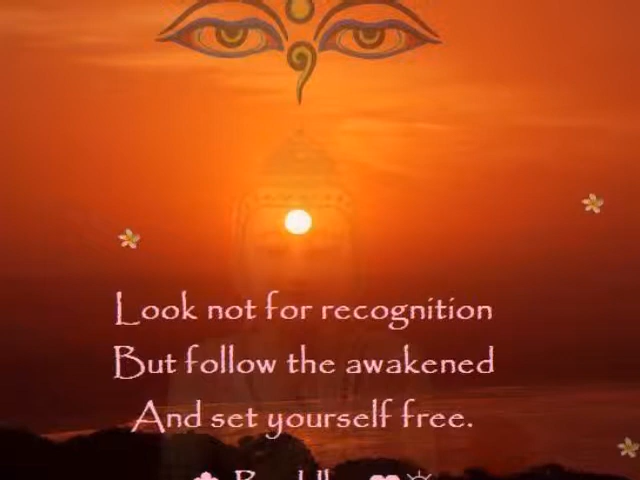 Look not for recognition
But follow the awakened
And set yourself free.